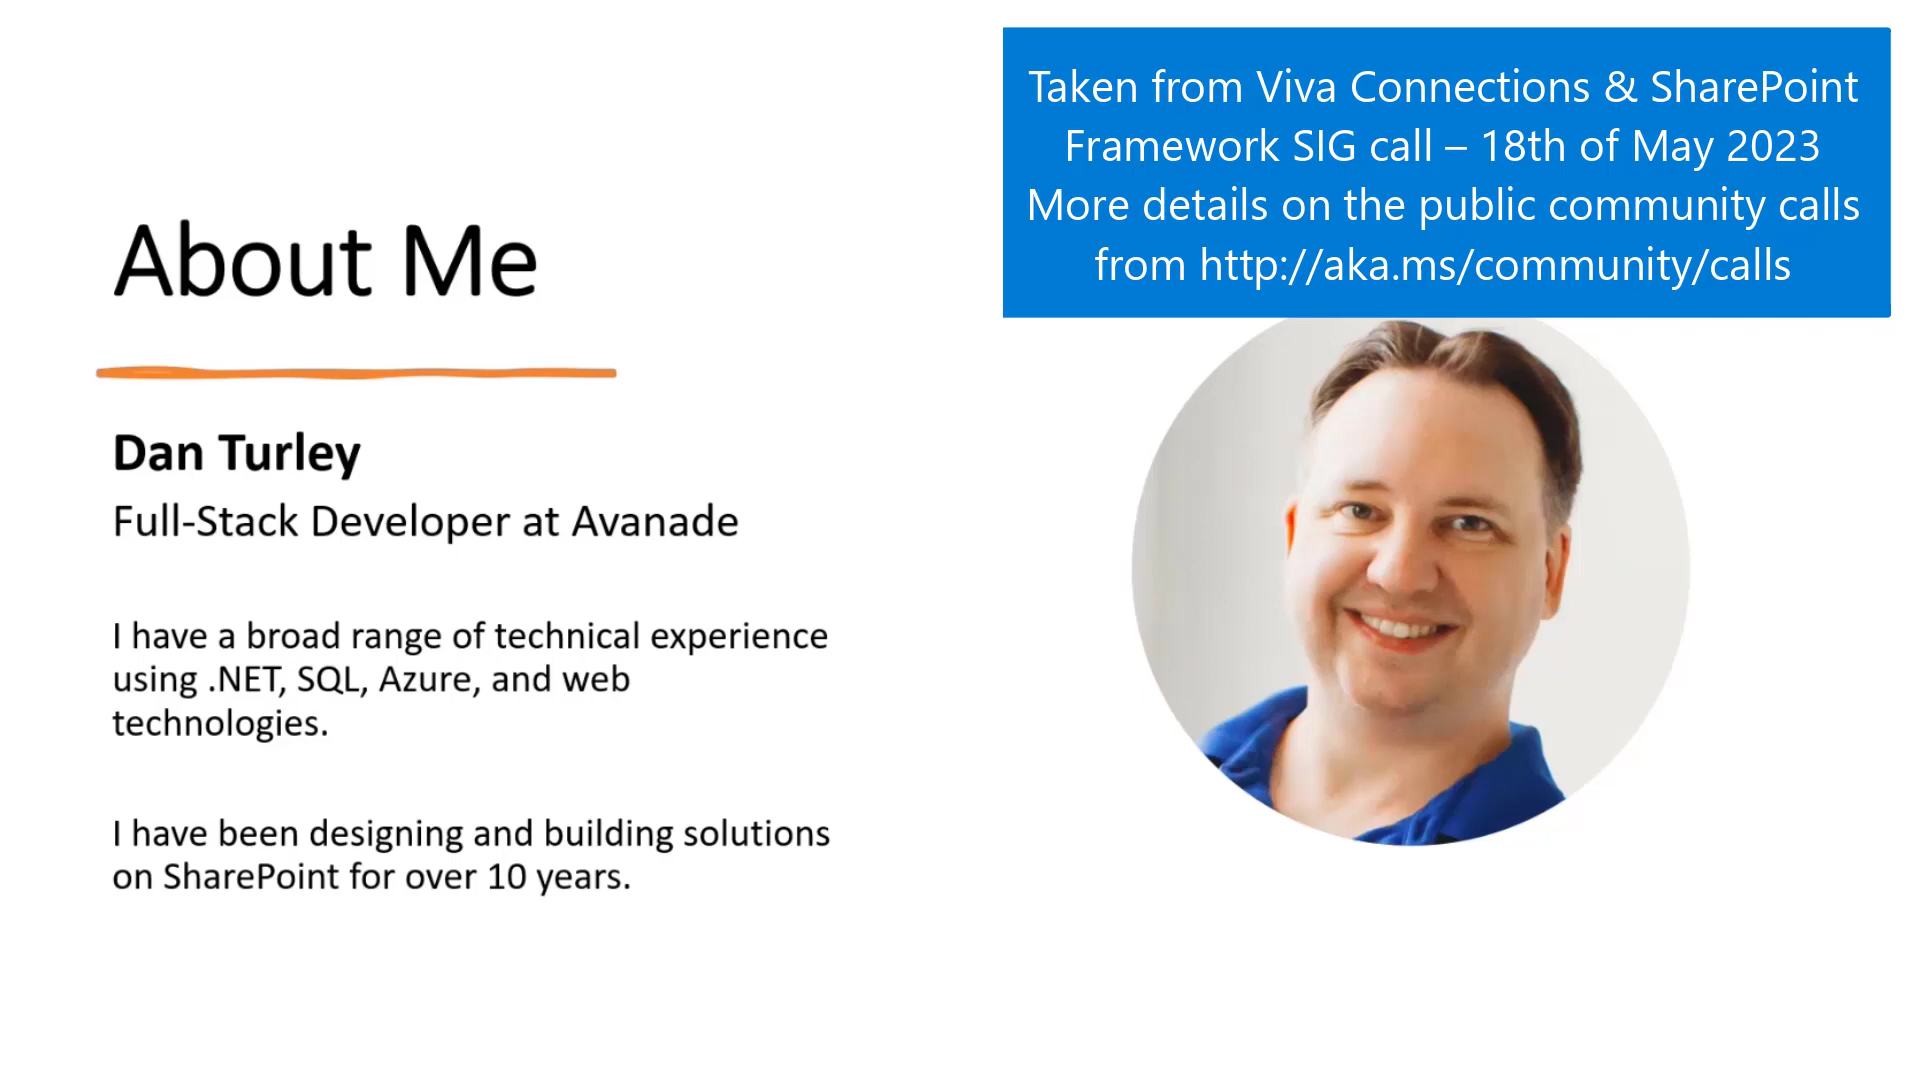 About Me
Dan Turley
Full-Stack Developer at Avanade
I have a broad range of technical experience
using .NET, SQL, Azure, and web
technologies.
I have been designing and building solutions
on SharePoint for over 10 years.
Taken from Viva Connections & SharePoint
Framework SIG call – 18th of May 2023
More details on the public community calls
from http://aka.ms/community/calls